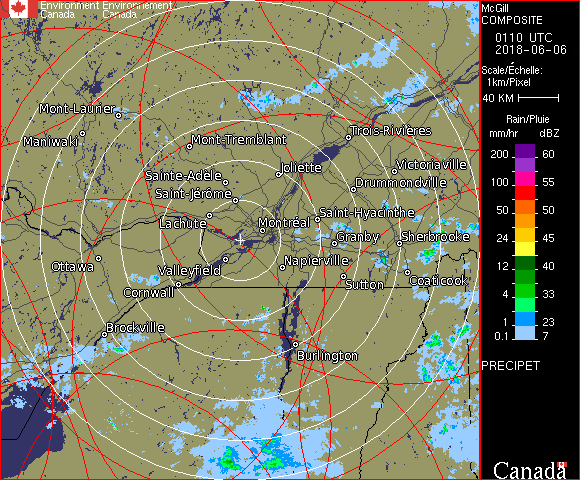 Environment Environnement
Canada Canada
McGill
COMPOSITE
0110 UTC
2018-06-06
Scale/Échelle:
1km/Pixel
40 KM
Rain/Pluie
mm/hr dBZ
200 60
100 55
50 50
24 45
12 40
4 33
1 23
0.1 7
PRECIPET
Canada
Mont-Laurier
Maniwaki
Mont-Tremblant
Trois-Rivières
Sainte-Adèle
Joliette
Victoriaville
Saint-Jérôme
Drummondville
Lachute
Montréal
Saint-Hyacinthe
Granby
Sherbrooke
Ottawa
Valleyfield
Napierville
Cornwall
Sutton
Coaticook
Brockville
Burlington